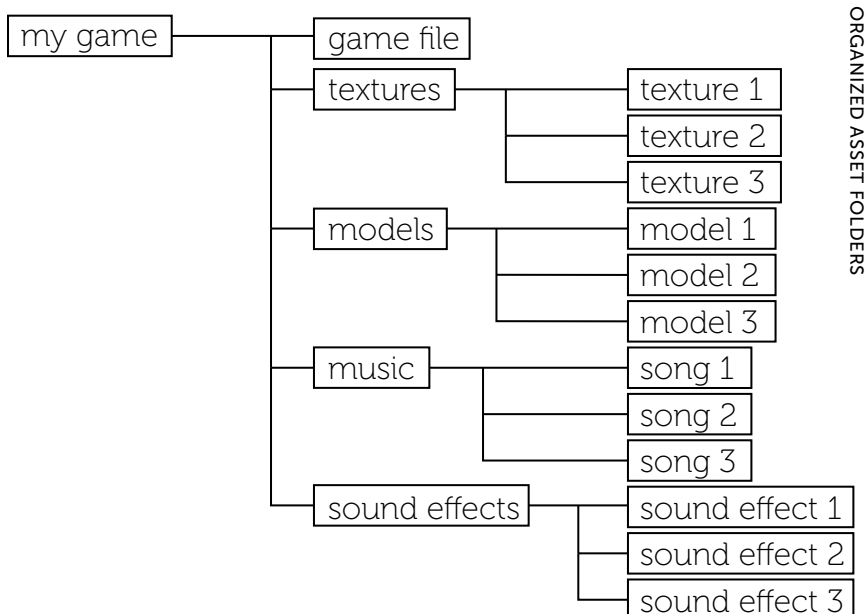 my game
game file
textures
texture 1
texture 2
texture 3
models
model 1
model 2
model 3
music
song 1
song 2
song 3
sound effects
sound effect 1
sound effect 2
sound effect 3
ORGANIZED ASSET FOLDERS